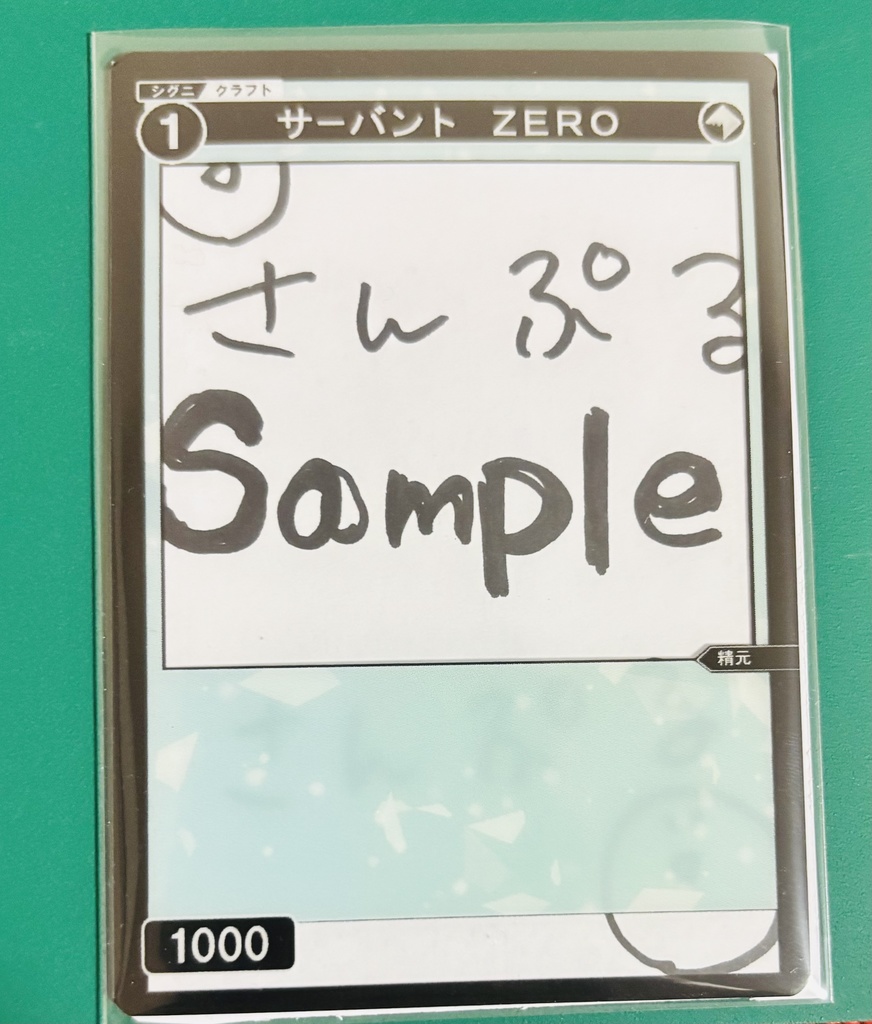 シグニ クラフト
1 サーバント ZERO
さんぷる
Sample
精元
1000